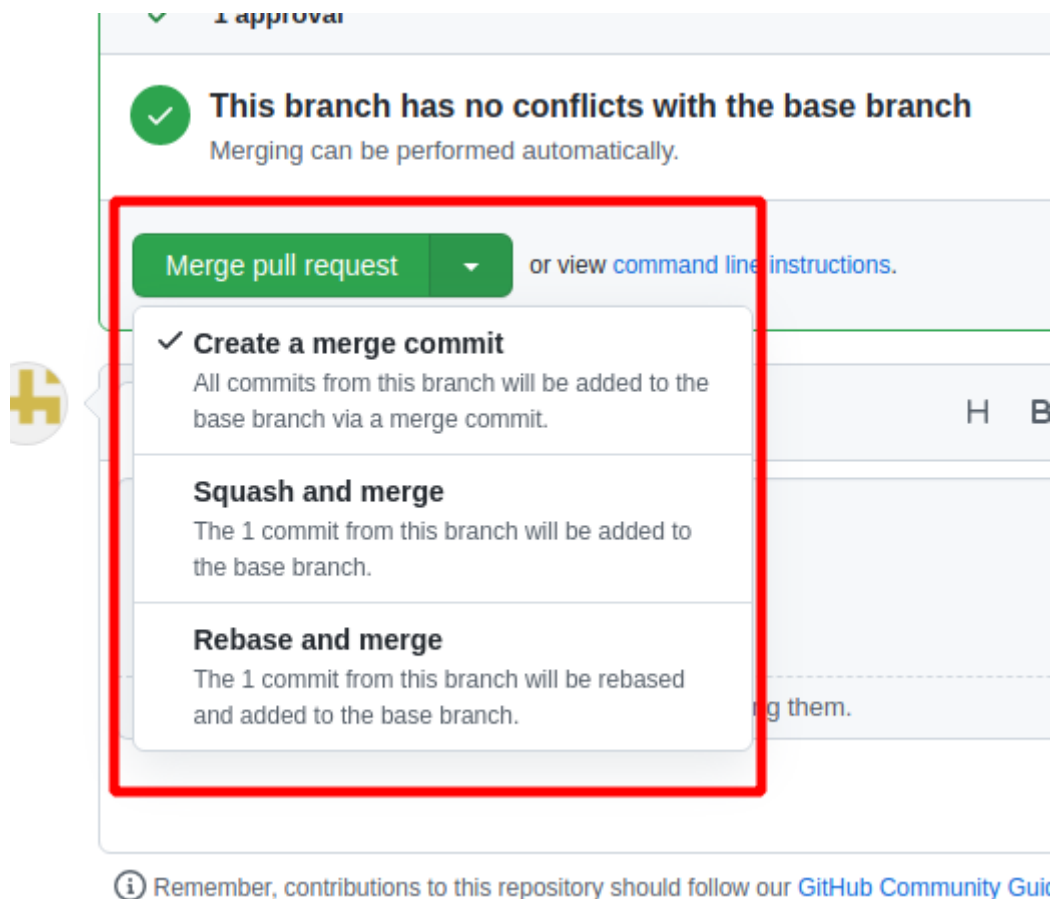 1 approval
This branch has no conflicts with the base branch
Merging can be performed automatically.
Merge pull request
or view command line instructions.
Create a merge commit
All commits from this branch will be added to the
base branch via a merge commit.
H B
Squash and merge
The 1 commit from this branch will be added to
the base branch.
Rebase and merge
The 1 commit from this branch will be rebased
and added to the base branch.
them.
Remember, contributions to this repository should follow our GitHub Community